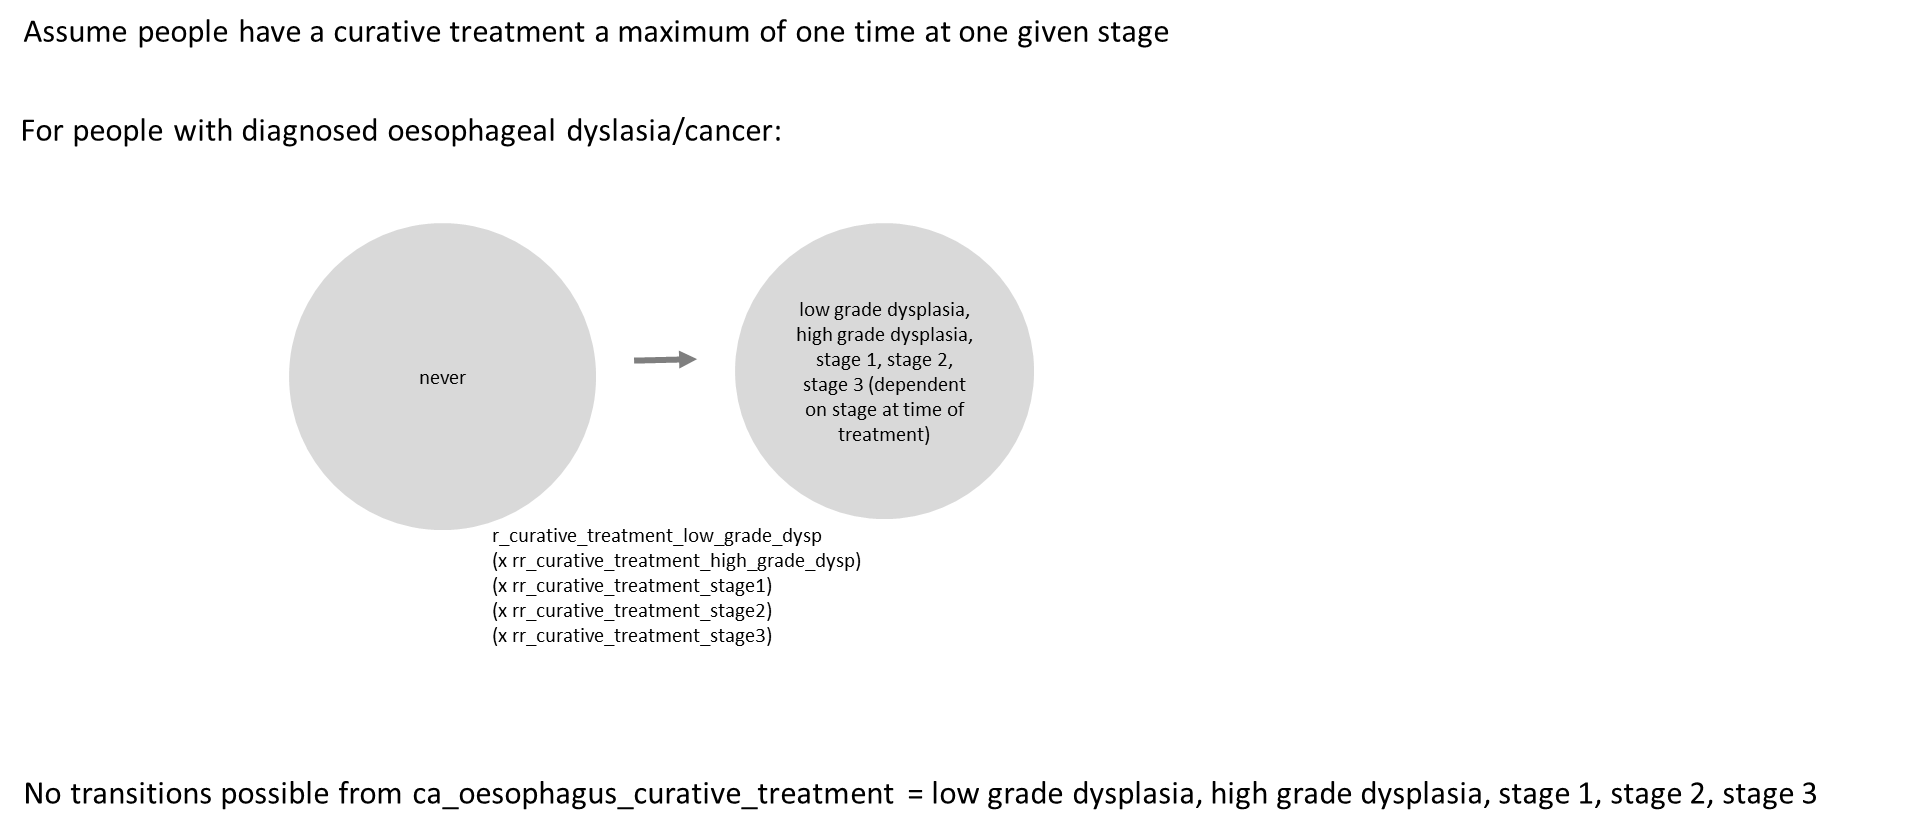 Assume people have a curative treatment a maximum of one time at one given stage
For people with diagnosed oesophageal dyslasia/cancer:
never
low grade dysplasia,
high grade dysplasia,
stage 1, stage 2,
stage 3 (dependent
on stage at time of
treatment)
r_curative_treatment_low_grade_dysp
(x rr_curative_treatment_high_grade_dysp)
(x rr_curative_treatment_stage1)
(x rr_curative_treatment_stage2)
(x rr_curative_treatment_stage3)
No transitions possible from ca_oesophagus_curative_treatment = low grade dysplasia, high grade dysplasia, stage 1, stage 2, stage 3